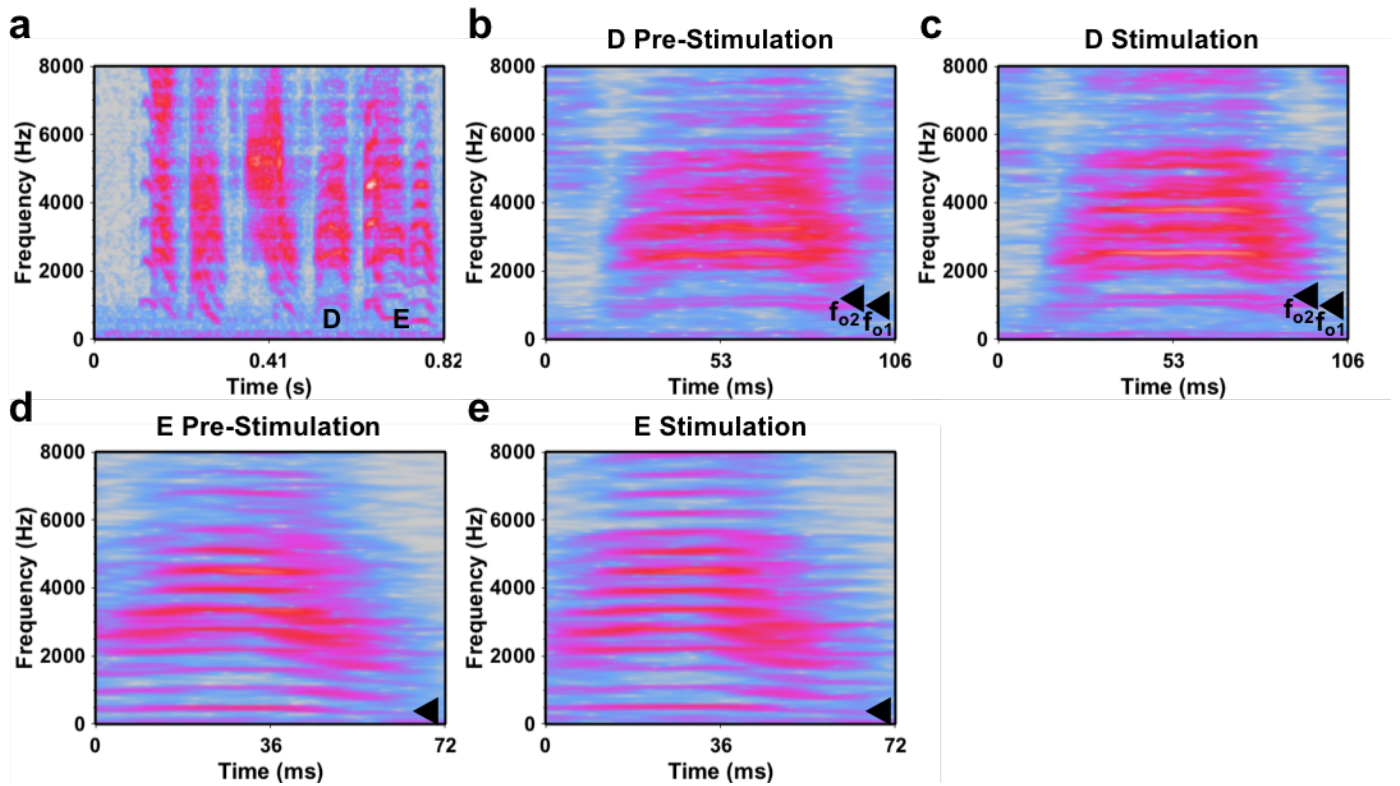 a
b
c
D Pre-Stimulation
D Stimulation
Frequency (Hz)
8000
6000
4000
2000
0
D
E
0
0.41
0.82
Time (s)
Frequency (Hz)
8000
6000
4000
2000
0
fo2
fo1
0
53
106
Time (ms)
Frequency (Hz)
8000
6000
4000
2000
0
fo2
fo1
0
53
106
Time (ms)
d
e
E Pre-Stimulation
E Stimulation
Frequency (Hz)
8000
6000
4000
2000
0
0
36
72
Time (ms)
Frequency (Hz)
8000
6000
4000
2000
0
0
36
72
Time (ms)